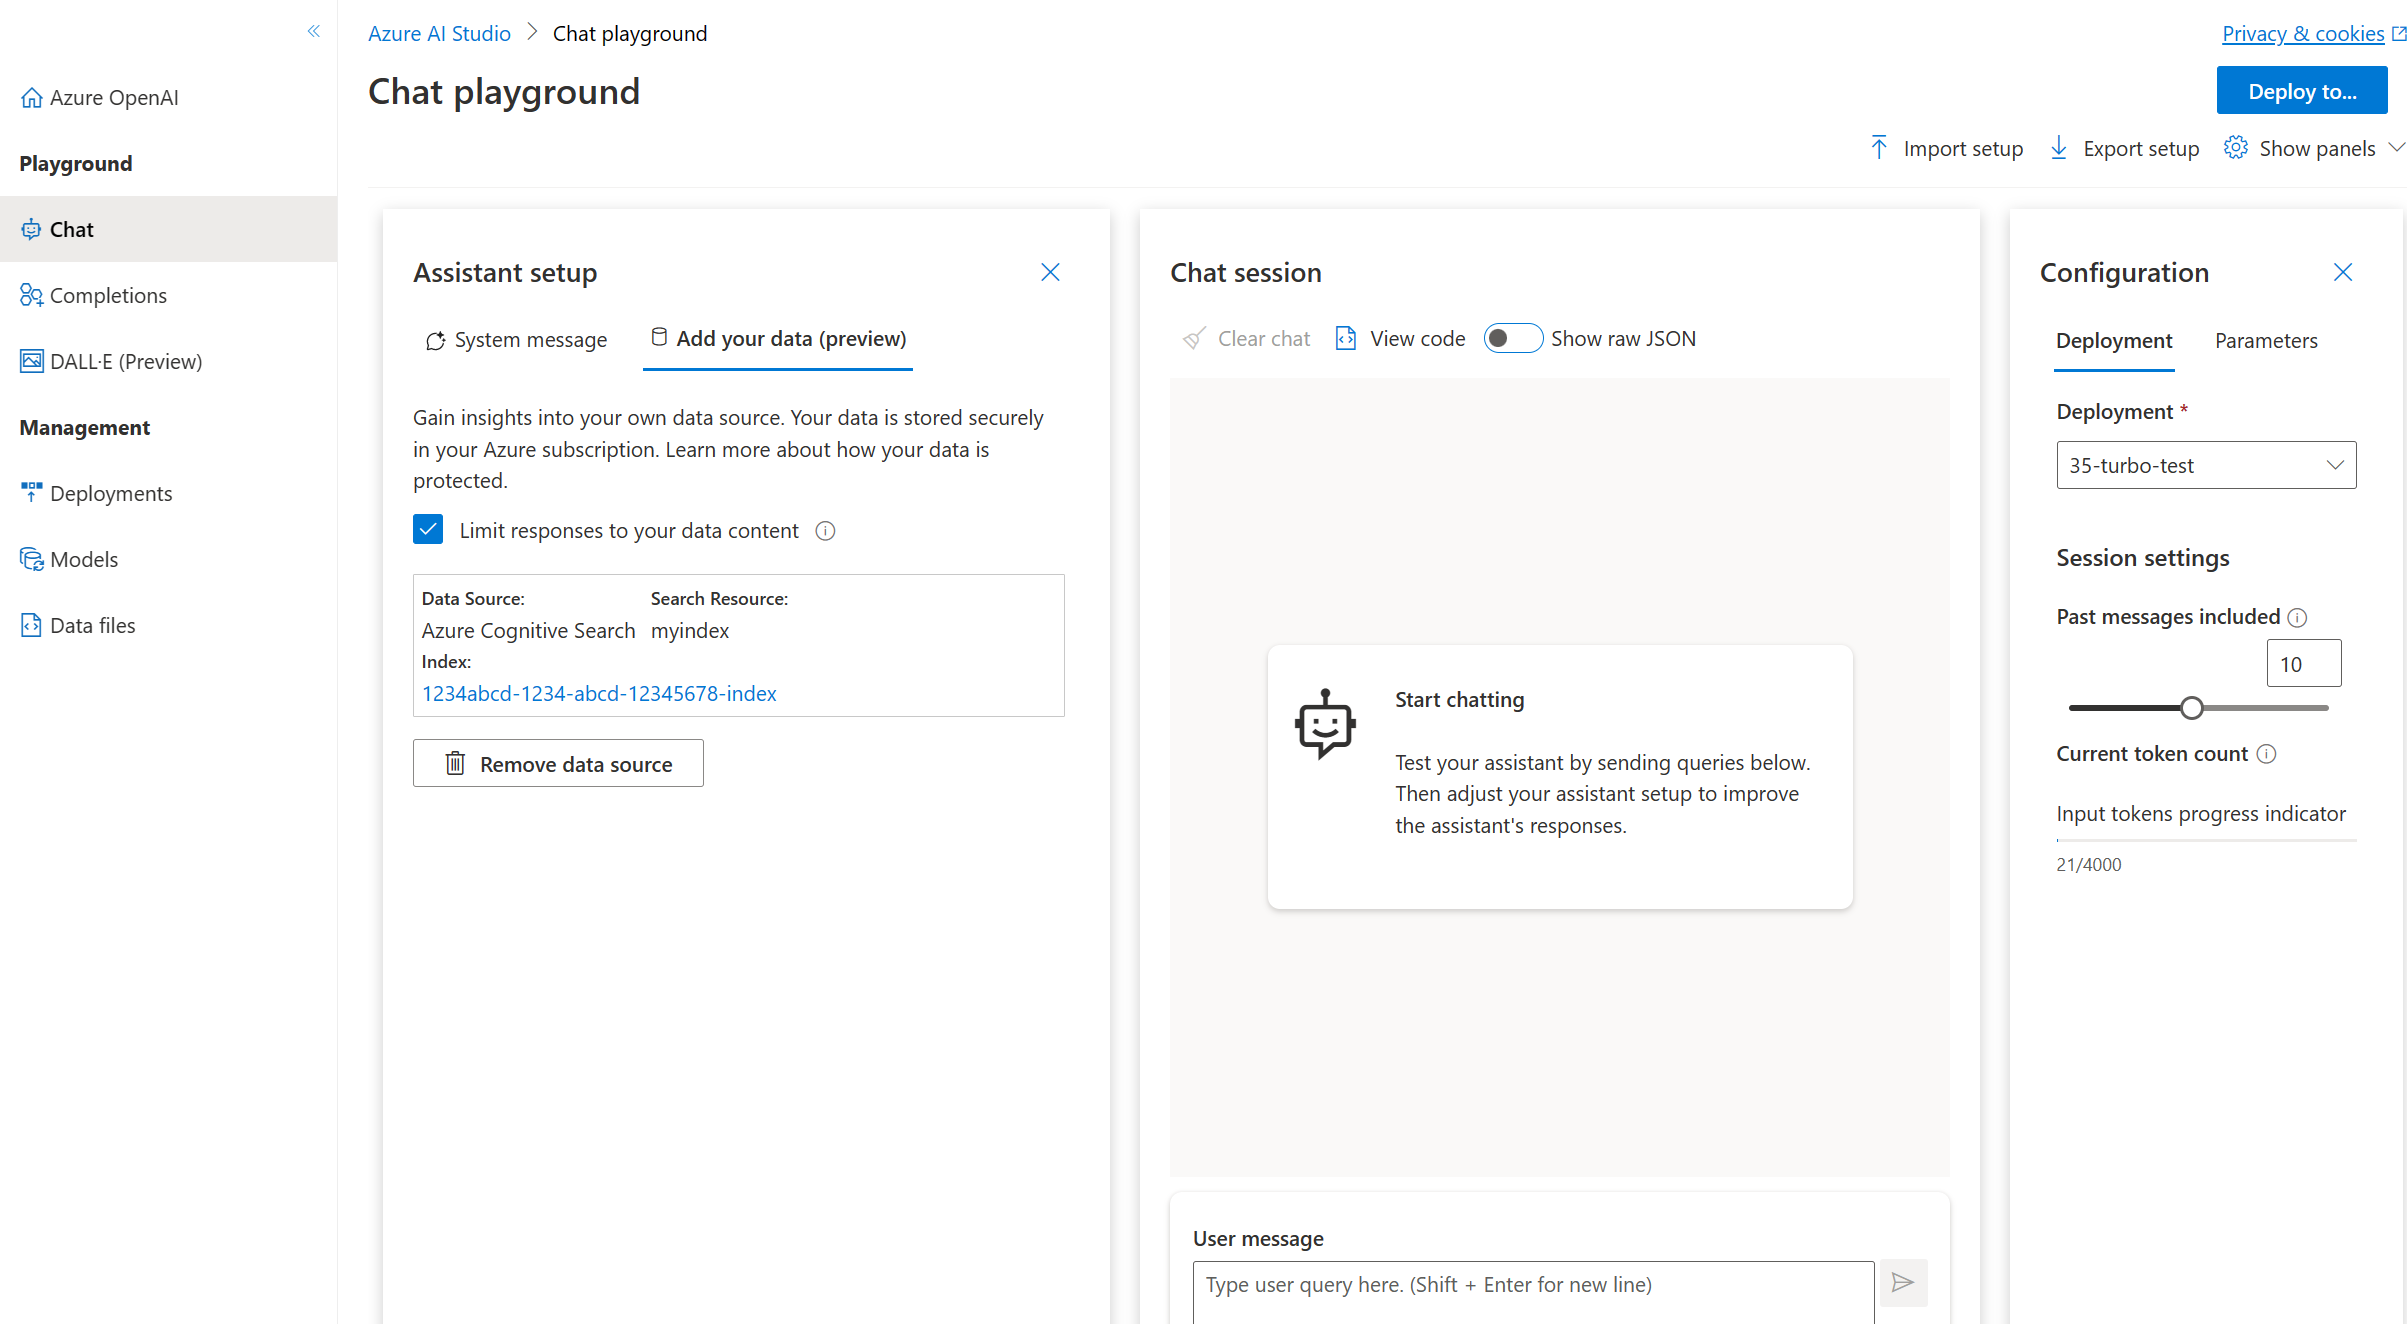 Azure OpenAI
Playground
Chat
Completions
DALL·E (Preview)
Management
Deployments
Models
Data files
Azure AI Studio > Chat playground
Privacy & cookies
Chat playground
Deploy to...
Import setup
Export setup
Show panels
Assistant setup
System message
Add your data (preview)
Gain insights into your own data source. Your data is stored securely
in your Azure subscription. Learn more about how your data is
protected.
Limit responses to your data content
Data Source:
Azure Cognitive Search
Search Resource:
myindex
Index:
1234abcd-1234-abcd-12345678-index
Remove data source
Chat session
Clear chat
View code
Show raw JSON
Start chatting
Test your assistant by sending queries below.
Then adjust your assistant setup to improve
the assistant's responses.
User message
Type user query here. (Shift + Enter for new line)
Configuration
Deployment
Parameters
Deployment *
35-turbo-test
Session settings
Past messages included
10
Current token count
Input tokens progress indicator
21/4000